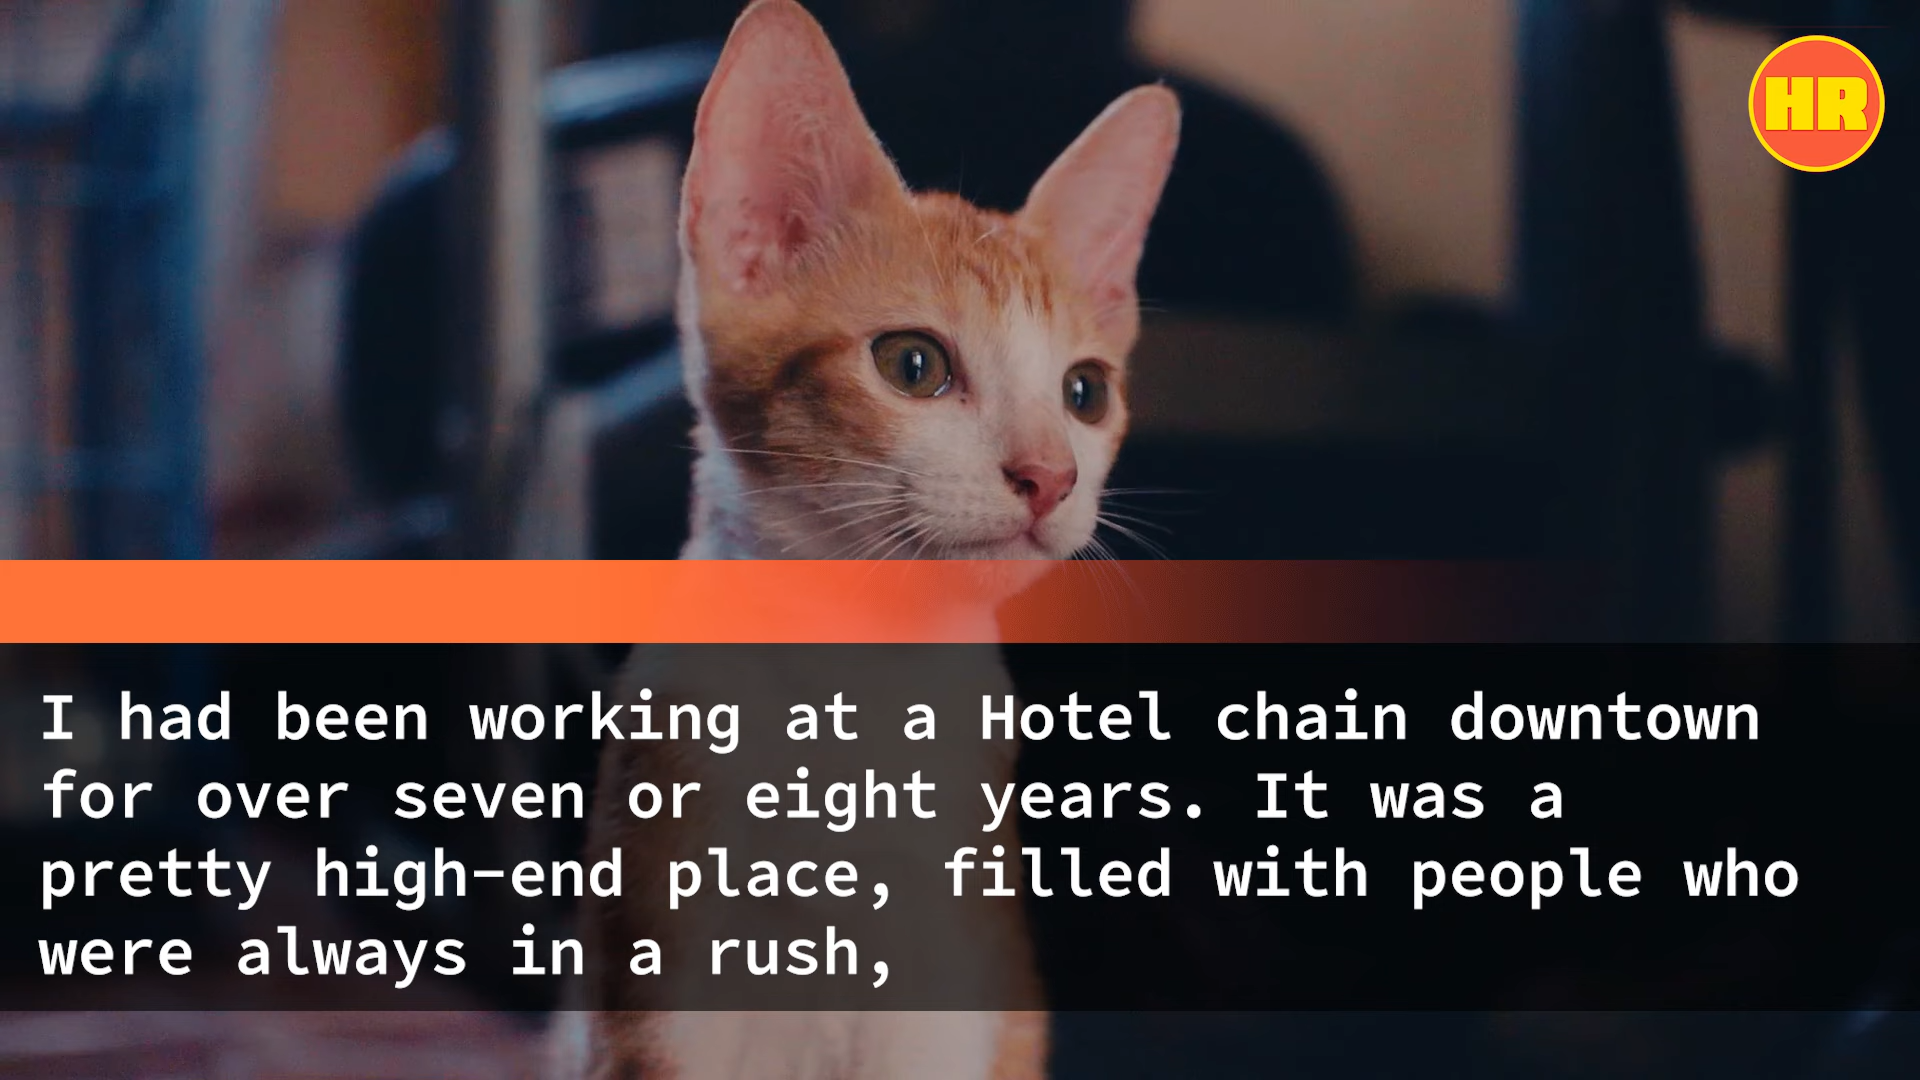 HR
I had been working at a Hotel chain downtown
for over seven or eight years. It was a
pretty high-end place, filled with people who
were always in a rush,